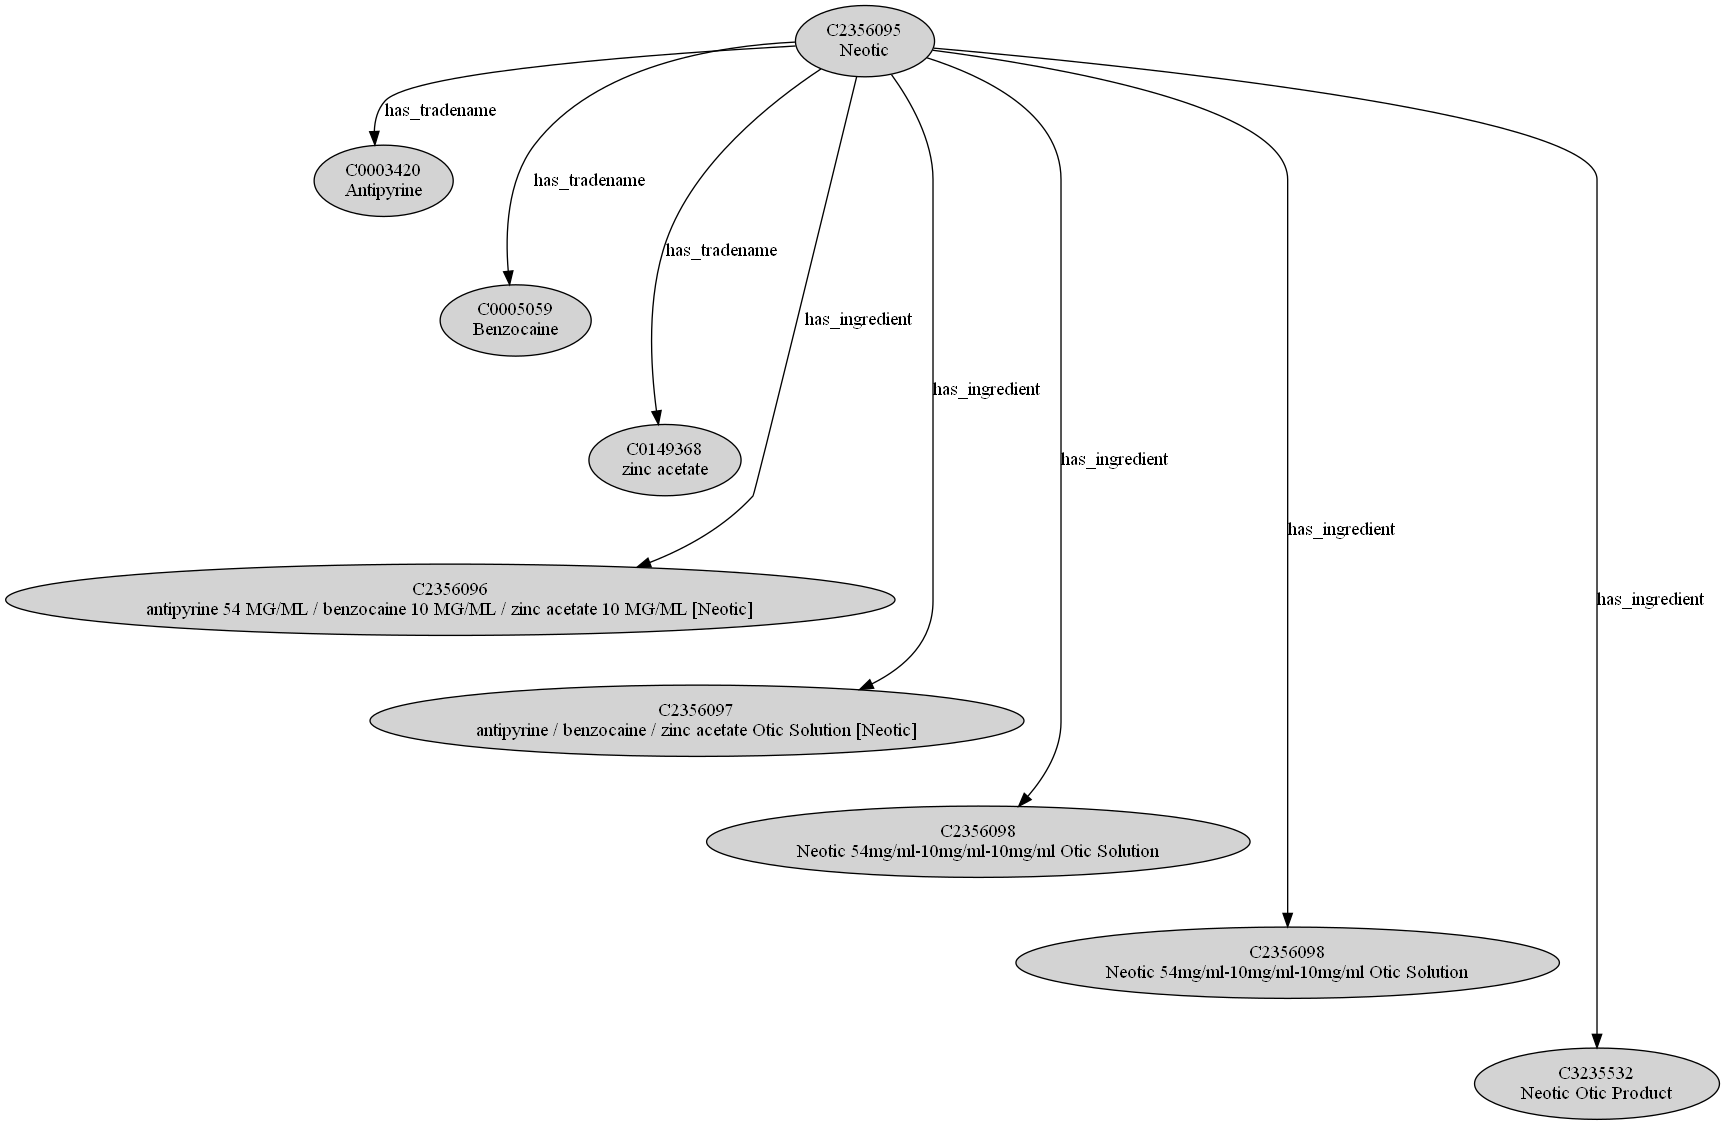 C2356095
Neotic
has_tradename
C0003420
Antipyrine
has_tradename
C0005059
Benzocaine
has_tradename
C0149368
zinc acetate
has_ingredient
C2356096
antipyrine 54 MG/ML / benzocaine 10 MG/ML / zinc acetate 10 MG/ML [Neotic]
has_ingredient
C2356097
antipyrine / benzocaine / zinc acetate Otic Solution [Neotic]
has_ingredient
C2356098
Neotic 54mg/ml-10mg/ml-10mg/ml Otic Solution
has_ingredient
C2356098
Neotic 54mg/ml-10mg/ml-10mg/ml Otic Solution
has_ingredient
C3235532
Neotic Otic Product